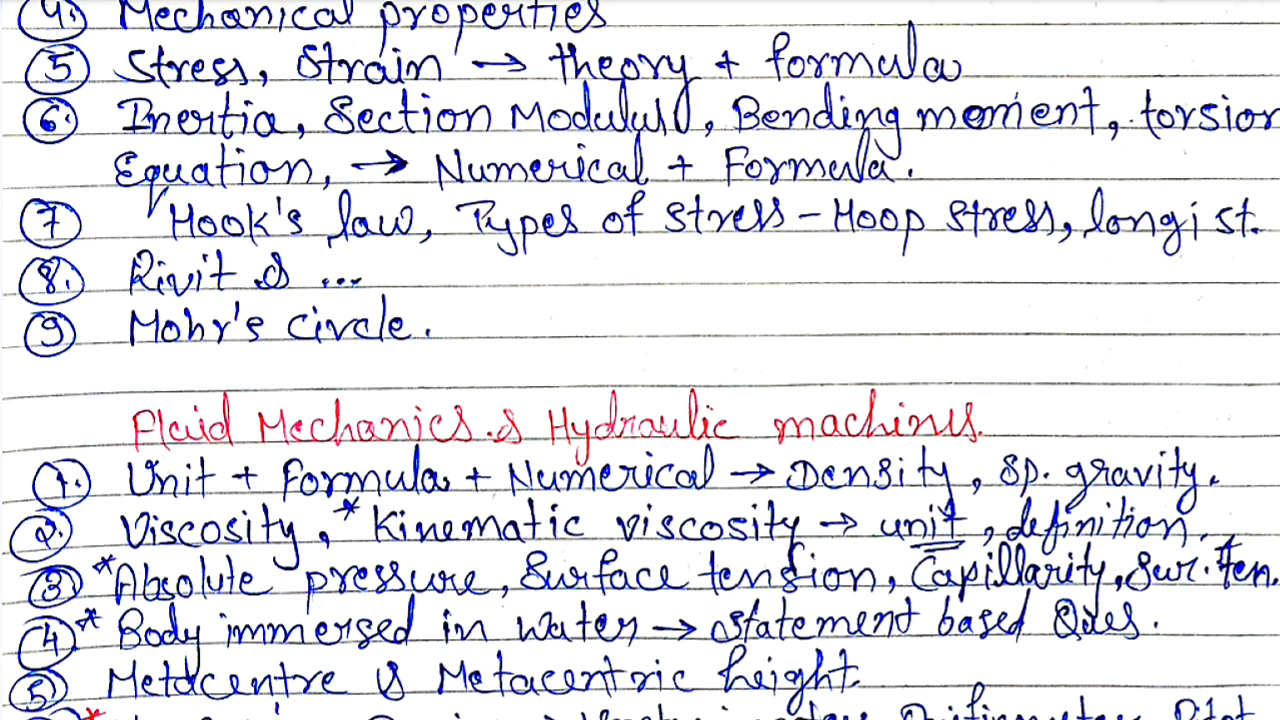 4. Mechanical properties
5 Stress, Strain → theory + formula
6. Inertia, Section Modulus, Bending moment, torsion
Equation, → Numerical + Formula.
7 Hook's law, Types of stress - Hoop stress, longi st.
8. Rivit & ...
9 Mohr's circle.
Fluid Mechanics & Hydraulic machines.
1. Unit + formula + Numerical → Density, sp. gravity.
2. Viscosity, * Kinematic viscosity → unit, definition.
3 * Absolute pressure, Surface tension, Capillarity, Sur. ten.
4 * Body immersed in water → statement based Ques.
5 Metacentre & Metacentric height.